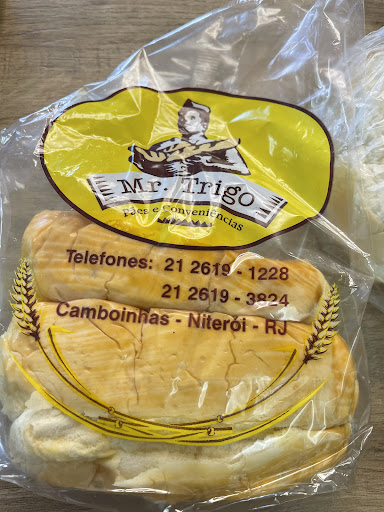 Mr. Trigo
Pães e Conveniências
Telefones: 21 2619 - 1228
21 2619 - 3824
Camboinhas - Niterói - RJ